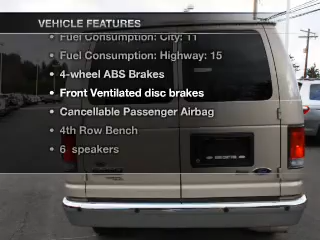 VEHICLE FEATURES
• Fuel Consumption: City: 11
• Fuel Consumption: Highway: 15
• 4-wheel ABS Brakes
• Front Ventilated disc brakes
• Cancellable Passenger Airbag
• 4th Row Bench
• 6 speakers